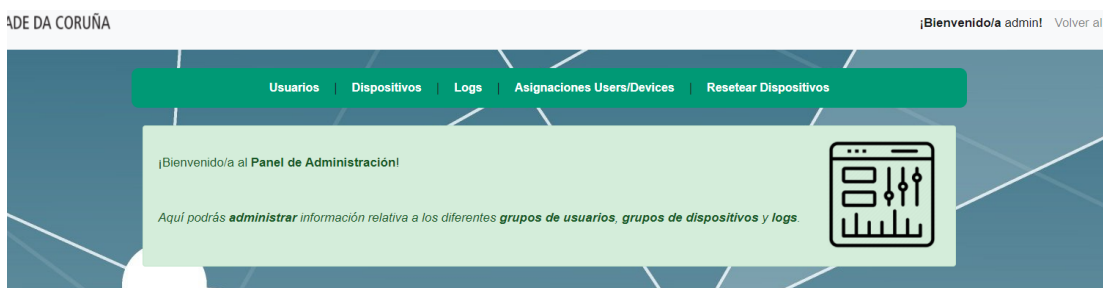 ADE DA CORUÑA
¡Bienvenido/a admin! Volver al
Usuarios | Dispositivos | Logs | Asignaciones Users/Devices | Resetear Dispositivos
¡Bienvenido/a al Panel de Administración!
Aquí podrás administrar información relativa a los diferentes grupos de usuarios, grupos de dispositivos y logs.